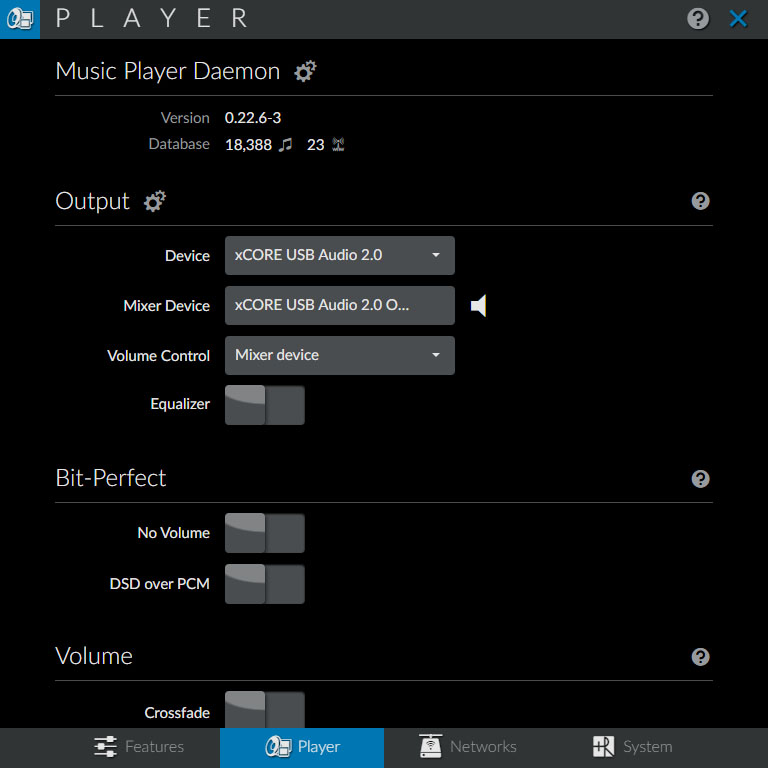 PLAYER
Music Player Daemon
Version 0.22.6-3
Database 18,388 23
Output
Device xCORE USB Audio 2.0
Mixer Device xCORE USB Audio 2.0 O...
Volume Control Mixer device
Equalizer
Bit-Perfect
No Volume
DSD over PCM
Volume
Crossfade
Features Player Networks System